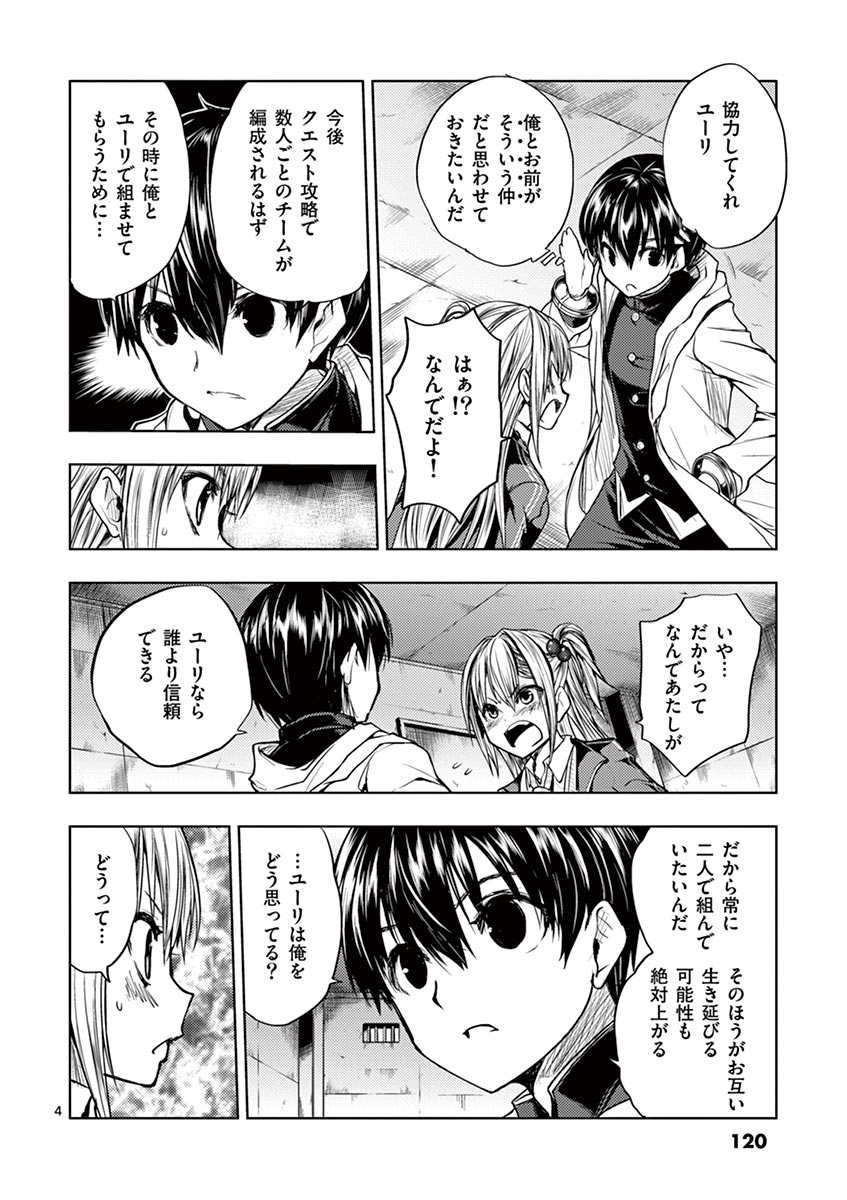 協力してくれ
ユーリ
俺とお前が
そういう仲
だと思わせて
おきたいんだ
はぁ!?
なんでだよ!
今後
クエスト攻略で
数人ごとのチームが
編成されるはず
その時に俺と
ユーリで組ませて
もらうために…
いや…
だからって
なんであたしが
ユーリなら
誰より信頼
できる
だから常に
二人で組んで
いたいんだ
そのほうがお互い
生き延びる
可能性も
絶対上がる
…ユーリは俺を
どう思ってる?
どうって…
4
120